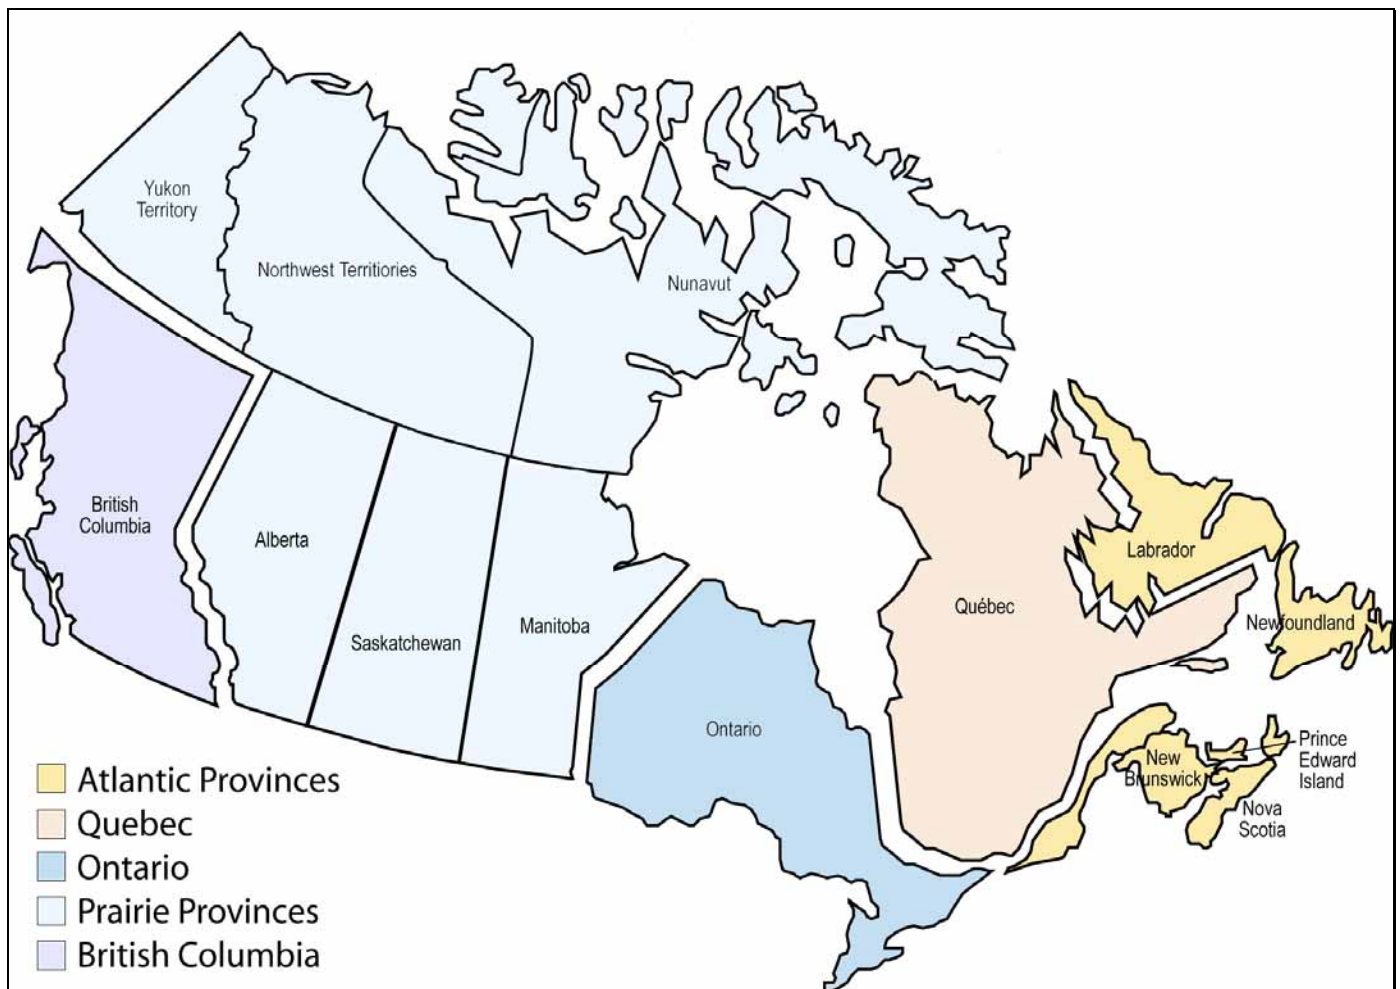 Yukon
Territory
Northwest Territiories
Nunavut
British
Columbia
Alberta
Saskatchewan
Manitoba
Ontario
Québec
Labrador
Newfoundland
New
Brunswick
Prince
Edward
Island
Nova
Scotia
Atlantic Provinces
Quebec
Ontario
Prairie Provinces
British Columbia